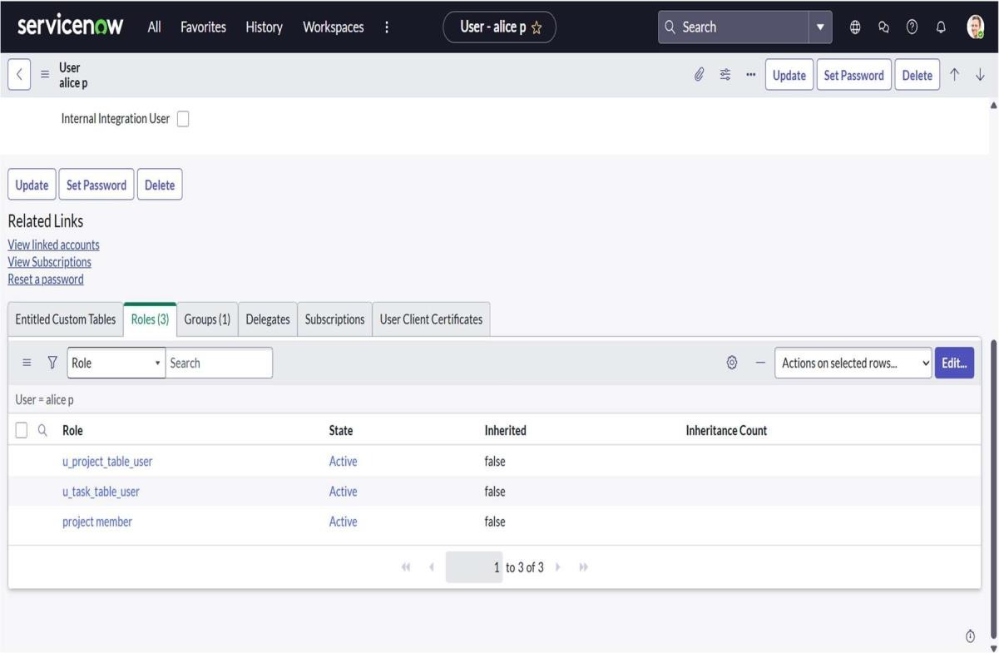 servicenow All Favorites History Workspaces User - alice p Search
User
alice p
Update Set Password Delete
Internal Integration User
Update Set Password Delete
Related Links
View linked accounts
View Subscriptions
Reset a password
Entitled Custom Tables Roles (3) Groups (1) Delegates Subscriptions User Client Certificates
Role Search Actions on selected rows... Edit...
User = alice p
Role State Inherited Inheritance Count
u_project_table_user Active false
u_task_table_user Active false
project member Active false
1 to 3 of 3